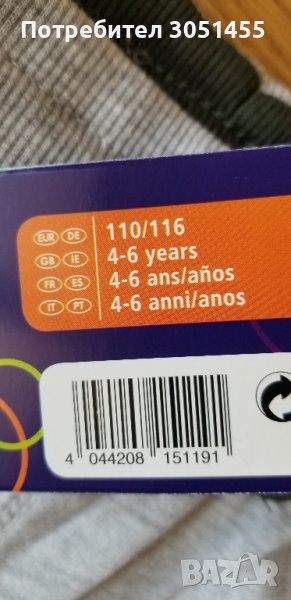 Потребител 3051455
EUR DE 110/116
GB IE 4-6 years
FR ES 4-6 ans/años
IT PT 4-6 anni/anos
4 044208 151191
BAZAR